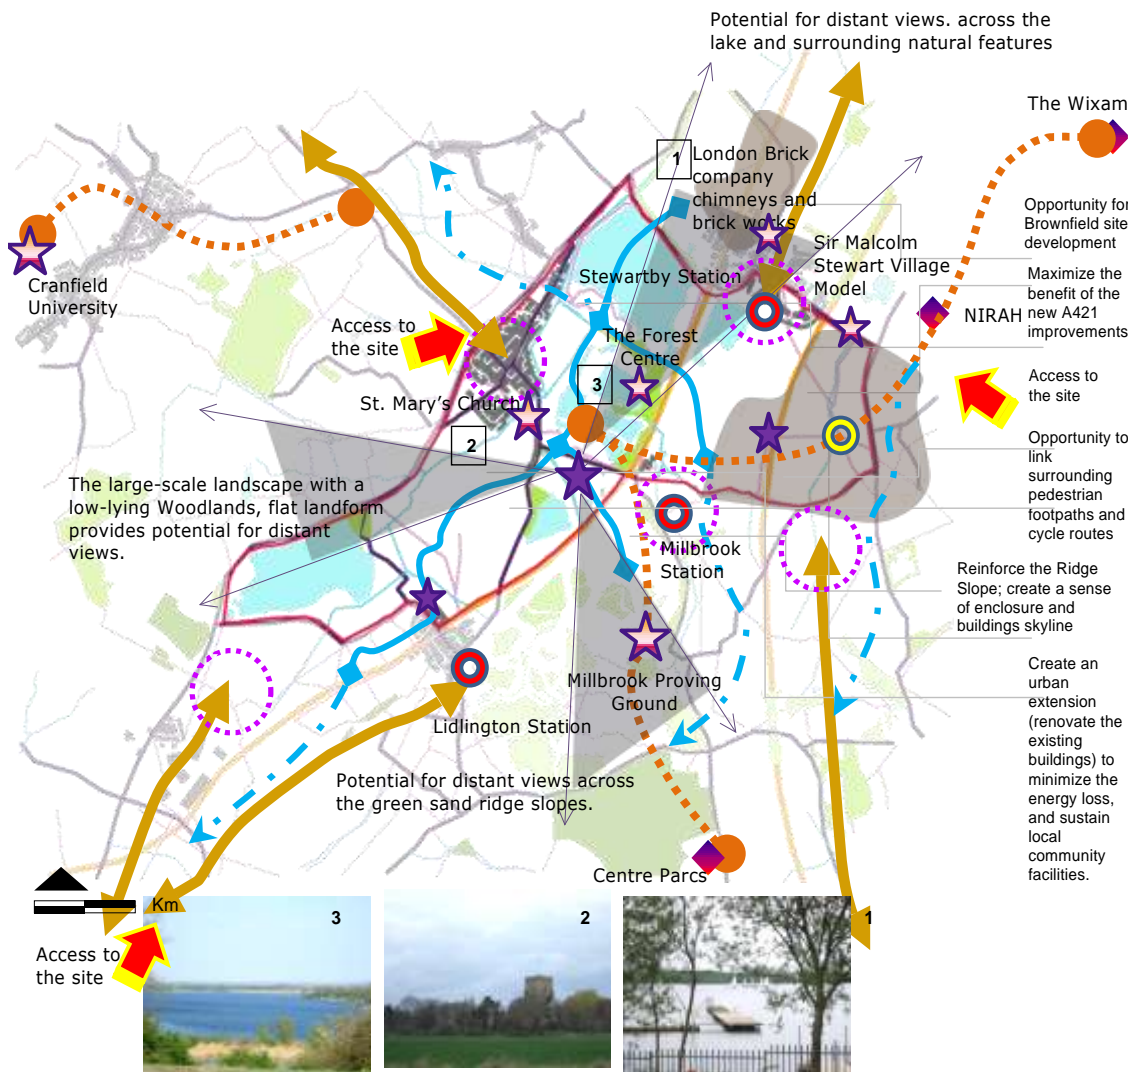 Potential for distant views. across the
lake and surrounding natural features
The Wixam
1
London Brick
company
chimneys and
brick works
Opportunity for
Brownfield site
development
Sir Malcolm
Stewart Village
Model
Stewartby Station
Cranfield
University
Maximize the
benefit of the
new A421
improvements
NIRAH
Access to
the site
The Forest
Centre
3
Access to
the site
St. Mary's Church
2
Opportunity to
link
surrounding
pedestrian
footpaths and
cycle routes
The large-scale landscape with a
low-lying Woodlands, flat landform
provides potential for distant
views.
Millbrook
Station
Reinforce the Ridge
Slope; create a sense
of enclosure and
buildings skyline
Millbrook Proving
Ground
Lidlington Station
Create an
urban
extension
(renovate the
existing
buildings) to
minimize the
energy loss,
and sustain
local
community
facilities.
Potential for distant views across
the green sand ridge slopes.
Centre Parcs
Km
Access to
the site
3
2
1